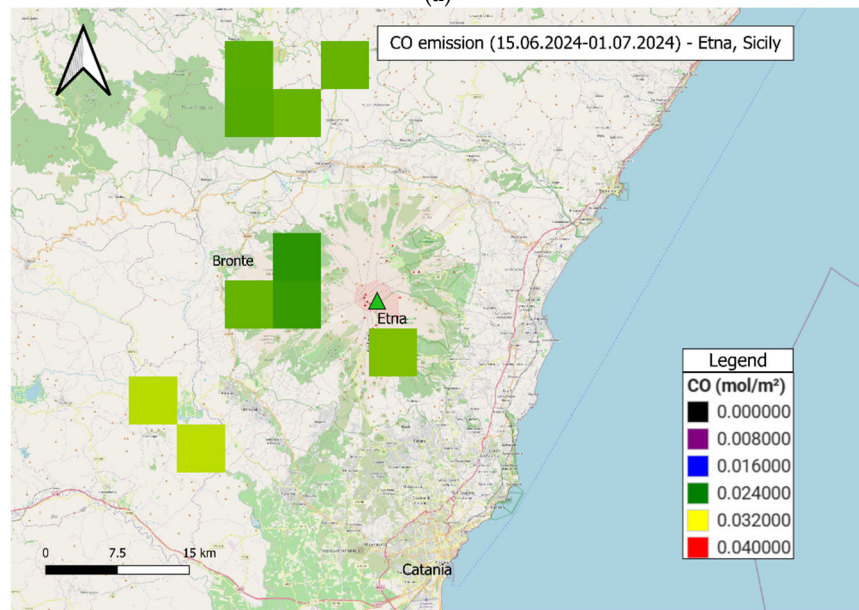 CO emission (15.06.2024-01.07.2024) - Etna, Sicily
Bronte
Etna
Legend
CO (mol/m²)
0.000000
0.008000
0.016000
0.024000
0.032000
0.040000
0 7.5 15 km
Catania